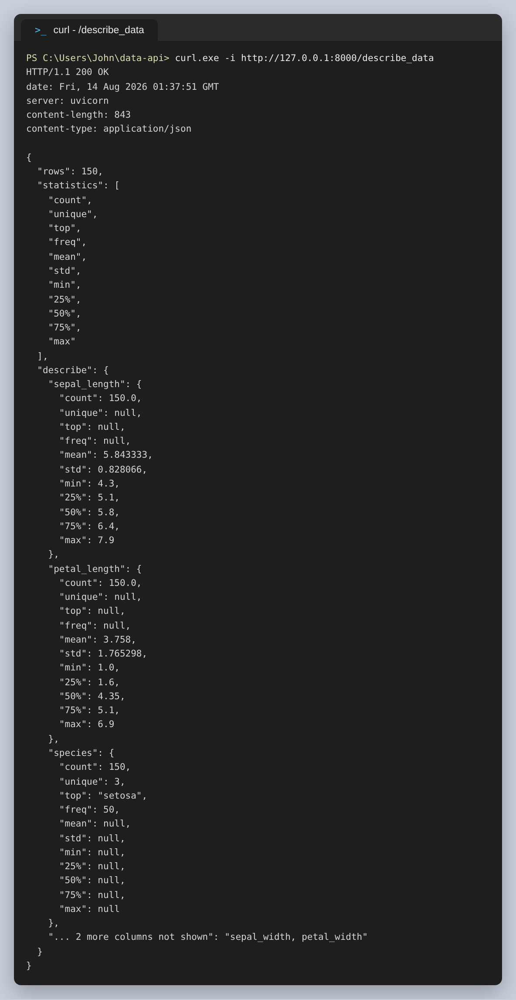 >_ curl - /describe_data
PS C:\Users\John\data-api> curl.exe -i http://127.0.0.1:8000/describe_data
HTTP/1.1 200 OK
date: Fri, 14 Aug 2026 01:37:51 GMT
server: uvicorn
content-length: 843
content-type: application/json

{
  "rows": 150,
  "statistics": [
    "count",
    "unique",
    "top",
    "freq",
    "mean",
    "std",
    "min",
    "25%",
    "50%",
    "75%",
    "max"
  ],
  "describe": {
    "sepal_length": {
      "count": 150.0,
      "unique": null,
      "top": null,
      "freq": null,
      "mean": 5.843333,
      "std": 0.828066,
      "min": 4.3,
      "25%": 5.1,
      "50%": 5.8,
      "75%": 6.4,
      "max": 7.9
    },
    "petal_length": {
      "count": 150.0,
      "unique": null,
      "top": null,
      "freq": null,
      "mean": 3.758,
      "std": 1.765298,
      "min": 1.0,
      "25%": 1.6,
      "50%": 4.35,
      "75%": 5.1,
      "max": 6.9
    },
    "species": {
      "count": 150,
      "unique": 3,
      "top": "setosa",
      "freq": 50,
      "mean": null,
      "std": null,
      "min": null,
      "25%": null,
      "50%": null,
      "75%": null,
      "max": null
    },
    "... 2 more columns not shown": "sepal_width, petal_width"
  }
}